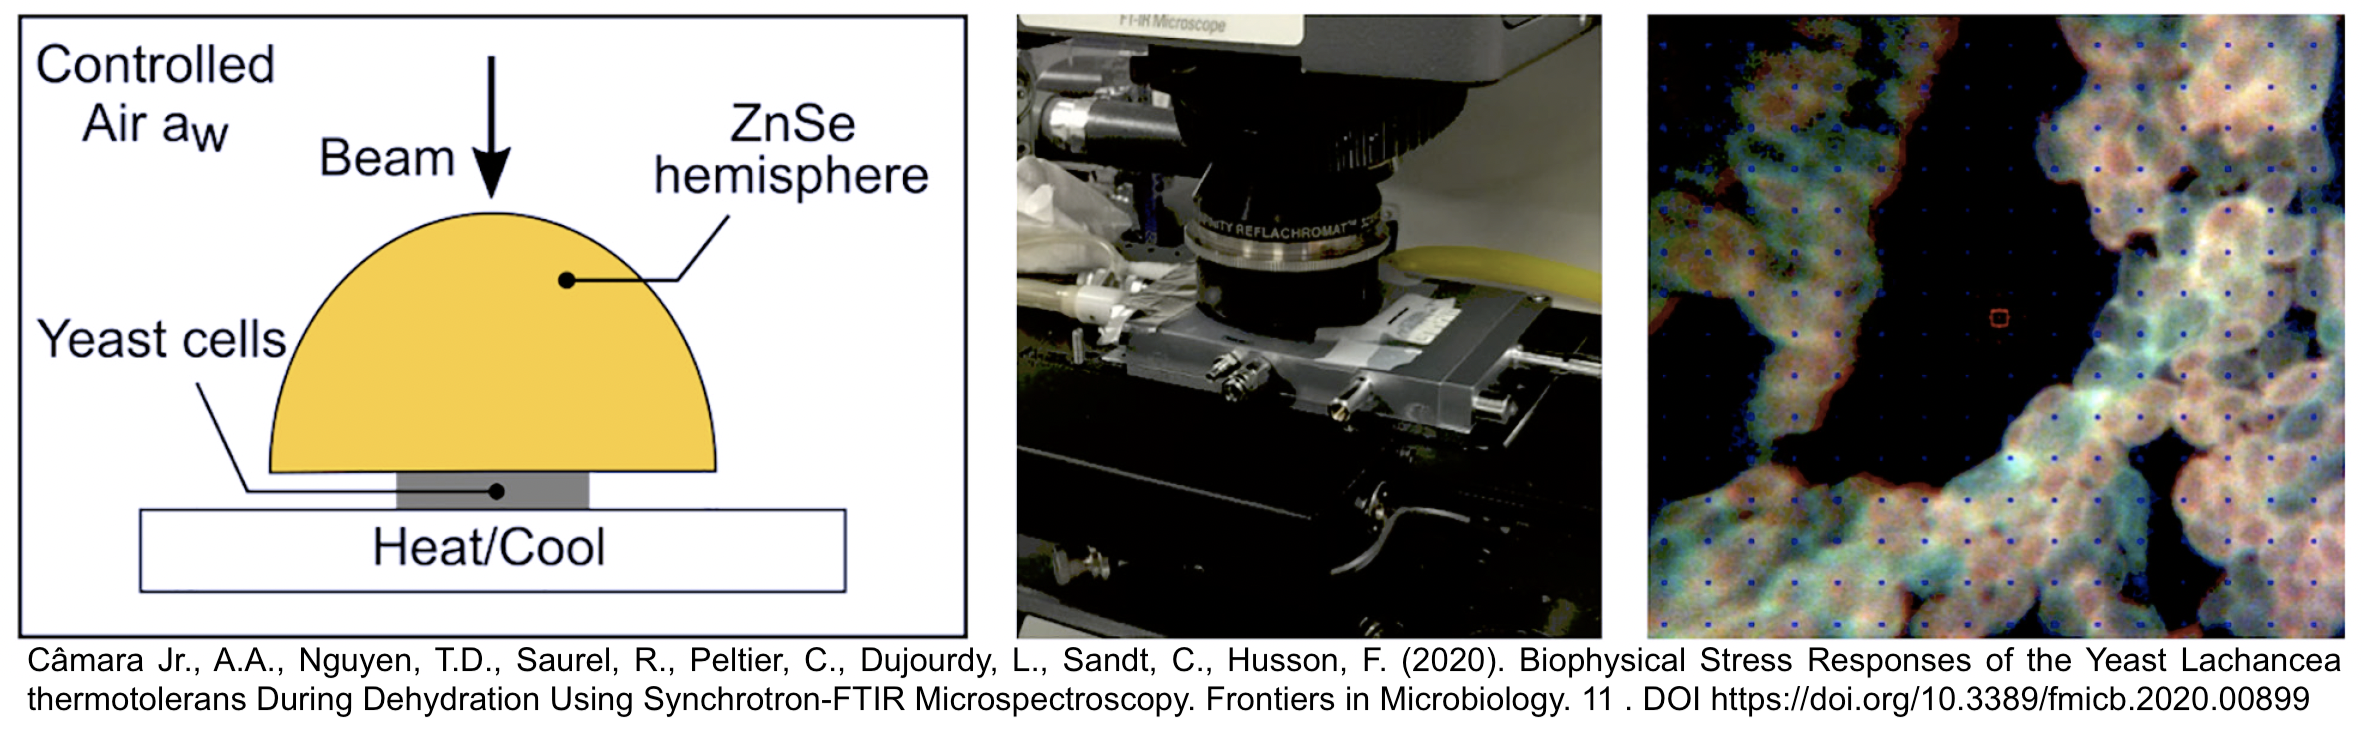 Controlled
Air aw
Beam
ZnSe
hemisphere
Yeast cells
Heat/Cool
FT-IR Microscope
INITY REFLACHROMAT™
Câmara Jr., A.A., Nguyen, T.D., Saurel, R., Peltier, C., Dujourdy, L., Sandt, C., Husson, F. (2020). Biophysical Stress Responses of the Yeast Lachancea
thermotolerans During Dehydration Using Synchrotron-FTIR Microspectroscopy. Frontiers in Microbiology. 11 . DOI https://doi.org/10.3389/fmicb.2020.00899